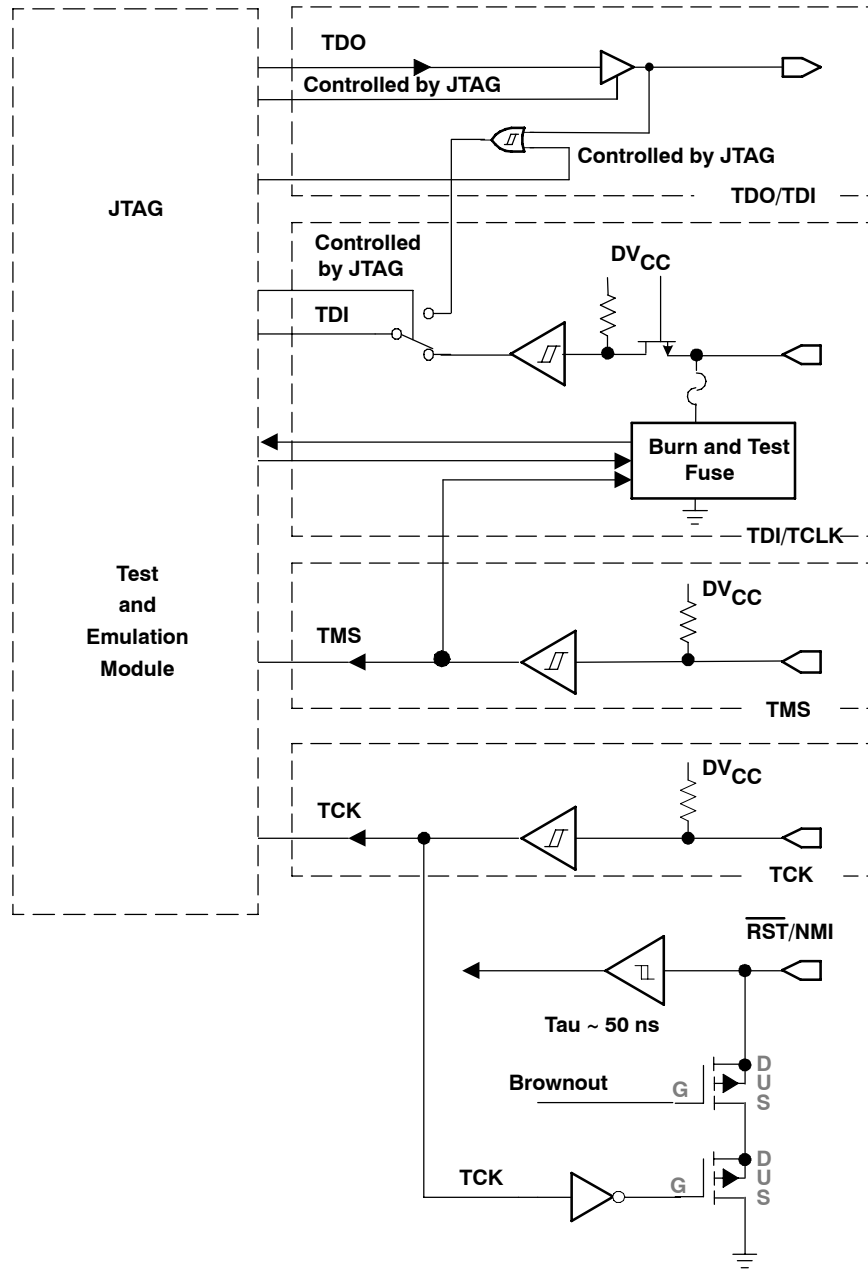 TDO
Controlled by JTAG
Controlled by JTAG
TDO/TDI
JTAG
Controlled
by JTAG
DVCC
TDI
Burn and Test
Fuse
TDI/TCLK
Test
and
Emulation
Module
DVCC
TMS
TMS
DVCC
TCK
TCK
RST/NMI
Tau ~ 50 ns
Brownout
G
D
U
S
TCK
G
D
U
S